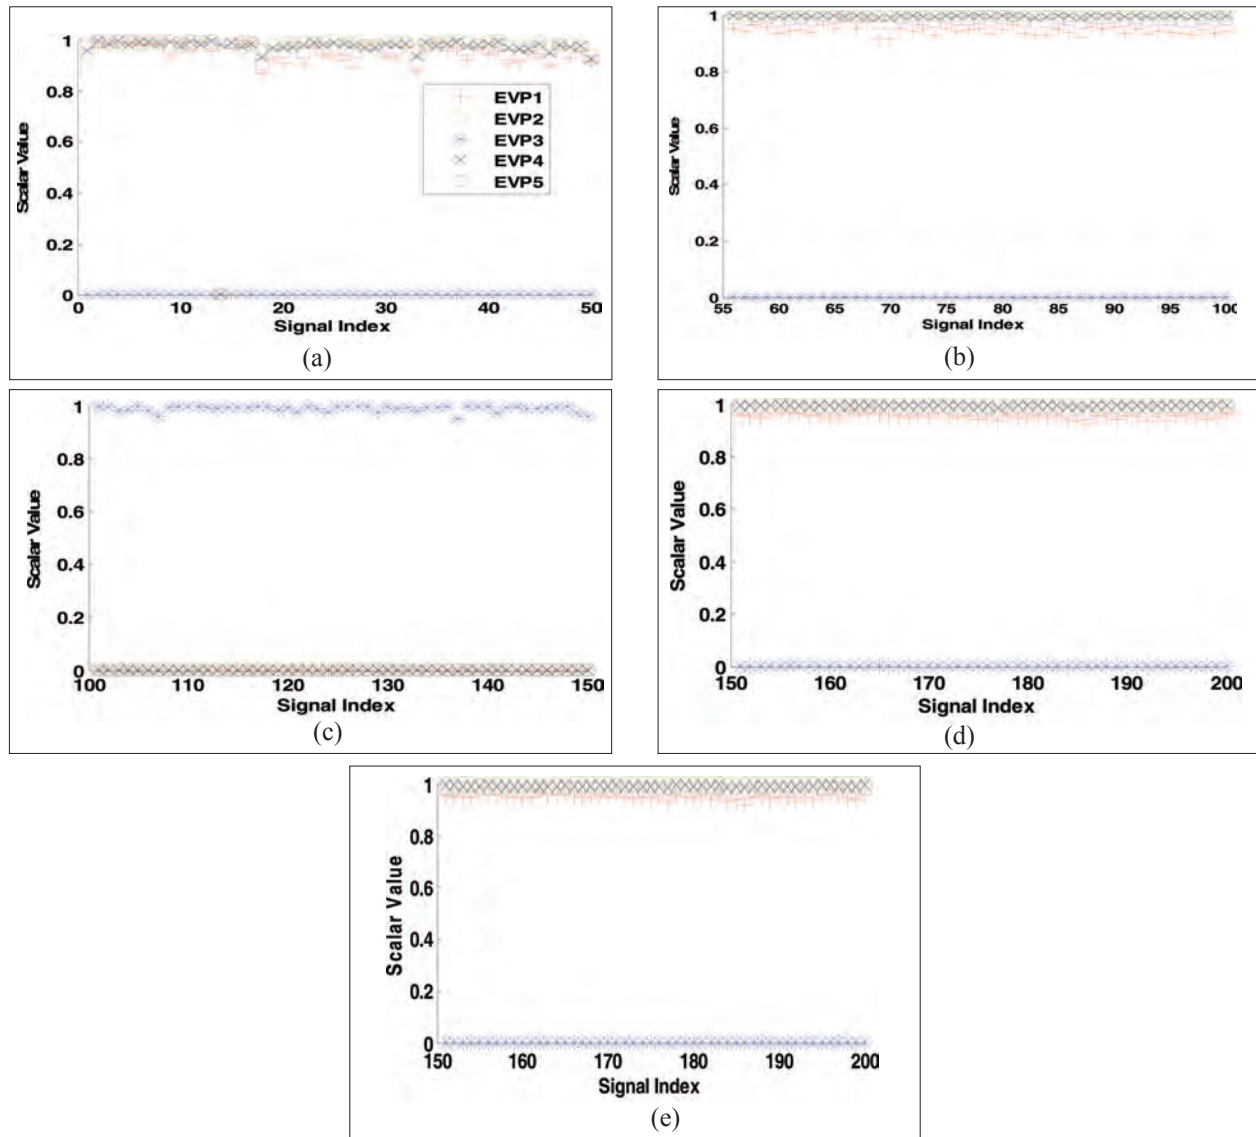 1
0.8
0.6
0.4
0.2
0
Scalar Value
EVP1
EVP2
EVP3
EVP4
EVP5
0 10 20 30 40 50
Signal Index
(a)
1
0.8
0.6
0.4
0.2
0
Scalar Value
55 60 65 70 75 80 85 90 95 100
Signal Index
(b)
1
0.8
0.6
0.4
0.2
0
Scalar Value
100 110 120 130 140 150
Signal Index
(c)
1
0.8
0.6
0.4
0.2
0
Scalar Value
150 160 170 180 190 200
Signal Index
(d)
1
0.8
0.6
0.4
0.2
0
Scalar Value
150 160 170 180 190 200
Signal Index
(e)